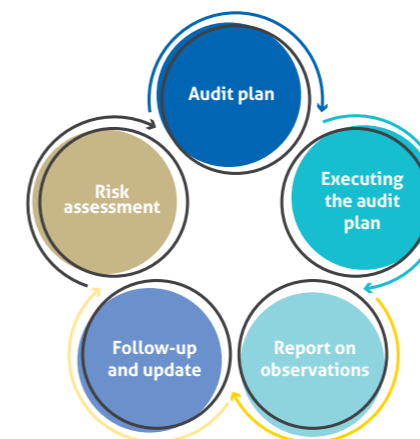 Audit plan
Executing
the audit
plan
Report on
observations
Follow-up
and update
Risk
assessment